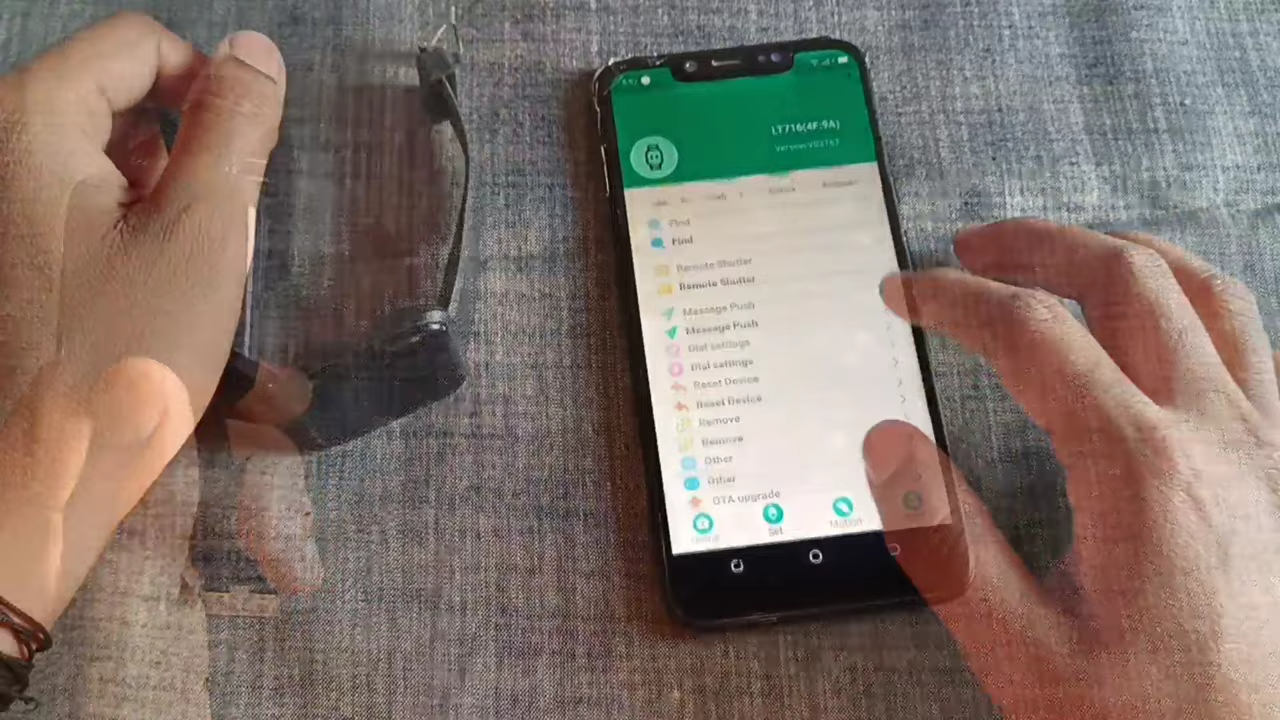 LT716(4F:9A)
Find
Find
Remote Shutter
Remote Shutter
Message Push
Message Push
Dial settings
Dial settings
Reset Device
Reset Device
Remove
Remove
Other
Other
OTA upgrade
Set
Motion